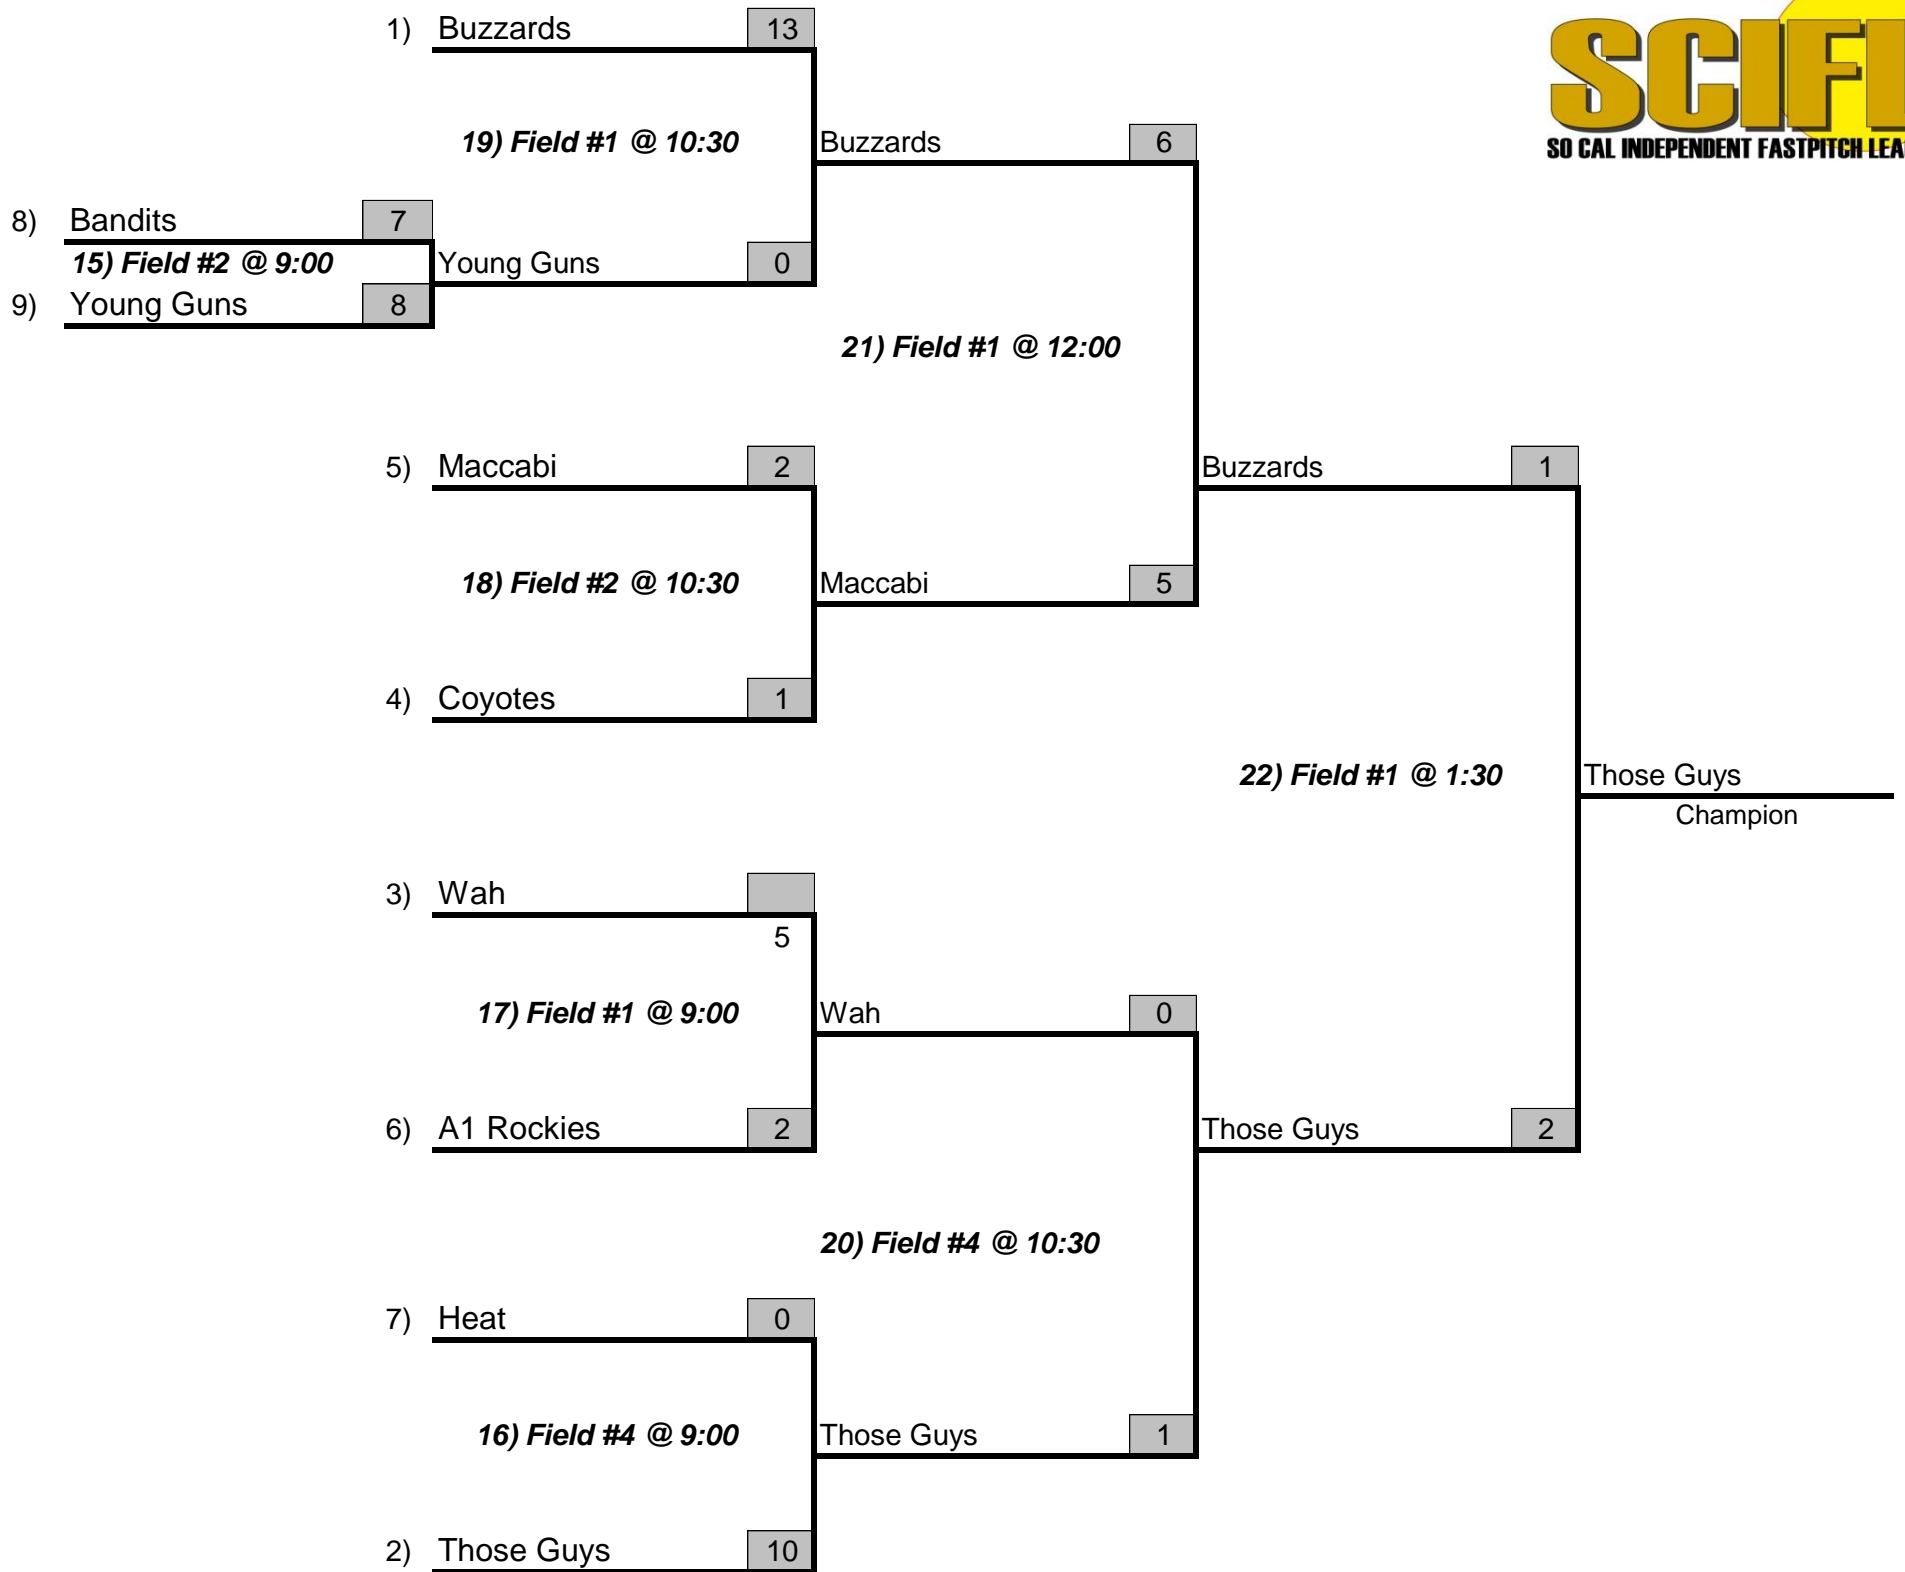 1) Buzzards 13
SCIF
SO CAL INDEPENDENT FASTPITCH LEA
19) Field #1 @ 10:30
Buzzards 6
8) Bandits 7
15) Field #2 @ 9:00
Young Guns 0
9) Young Guns 8
21) Field #1 @ 12:00
5) Maccabi 2
Buzzards 1
18) Field #2 @ 10:30
Maccabi 5
4) Coyotes 1
22) Field #1 @ 1:30
Those Guys
Champion
3) Wah
5
17) Field #1 @ 9:00
Wah 0
6) A1 Rockies 2
Those Guys 2
20) Field #4 @ 10:30
7) Heat 0
16) Field #4 @ 9:00
Those Guys 1
2) Those Guys 10